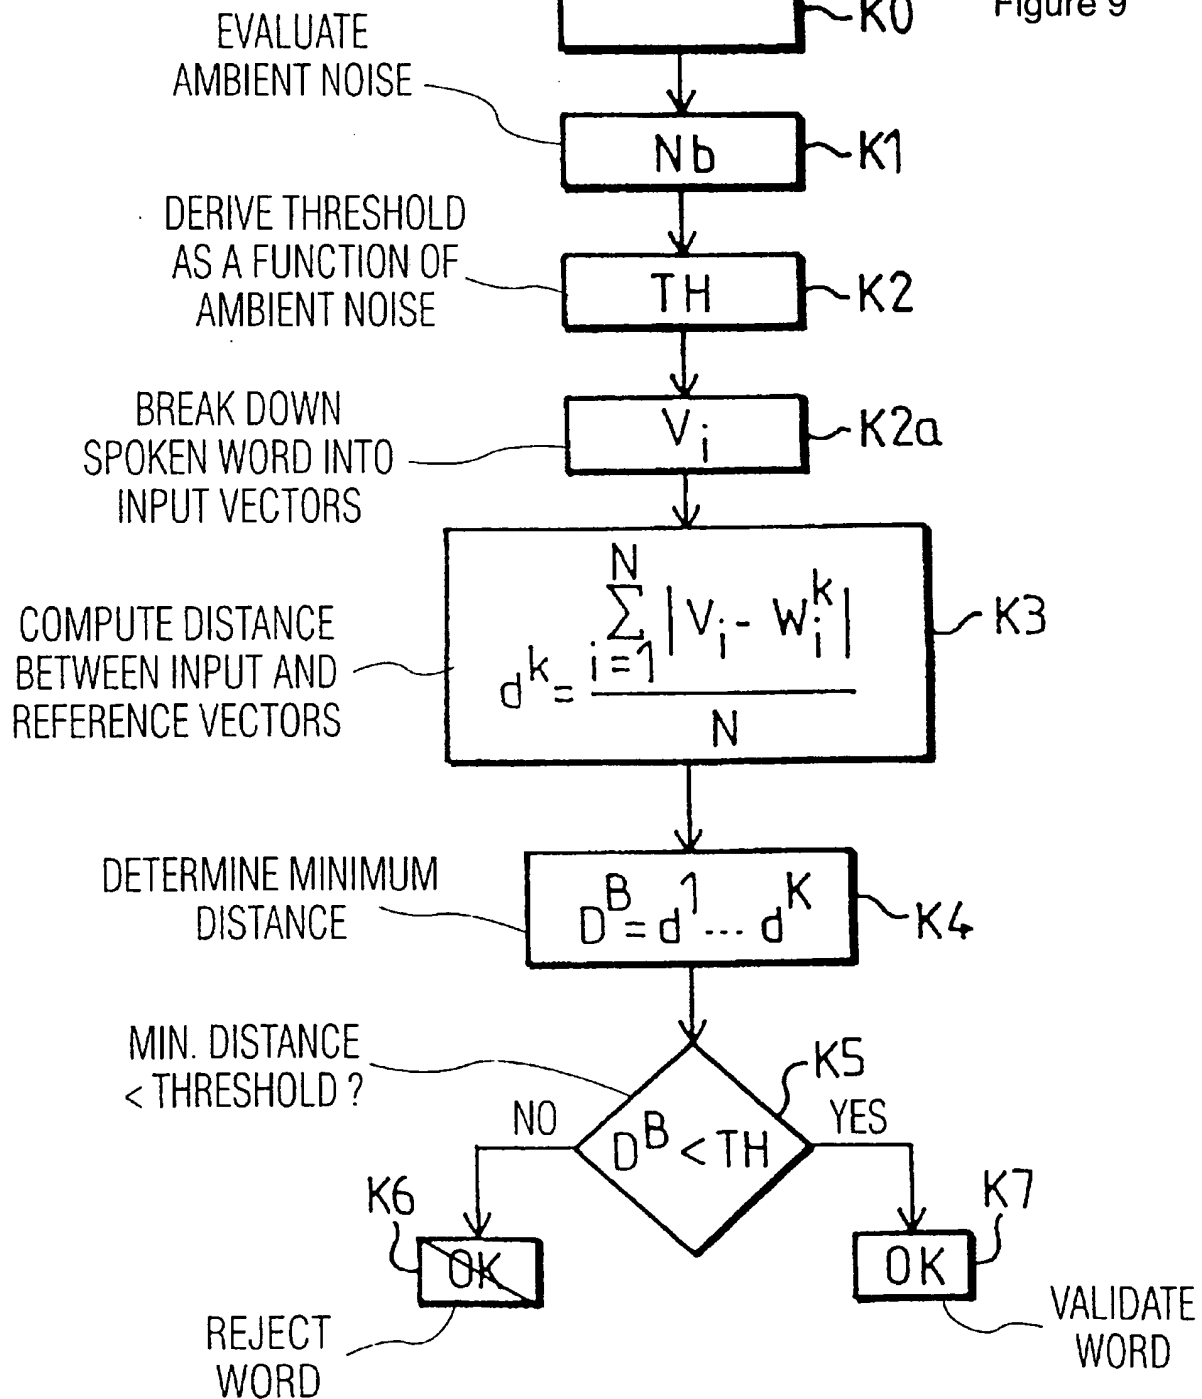 K0
Figure 9
EVALUATE
AMBIENT NOISE
Nb
K1
DERIVE THRESHOLD
AS A FUNCTION OF
AMBIENT NOISE
TH
K2
BREAK DOWN
SPOKEN WORD INTO
INPUT VECTORS
V_i
K2a
COMPUTE DISTANCE
BETWEEN INPUT AND
REFERENCE VECTORS
d^k = \frac{\sum_{i=1}^{N} |V_i - W_i^k|}{N}
K3
DETERMINE MINIMUM
DISTANCE
D^B = d^1 ... d^K
K4
MIN. DISTANCE
< THRESHOLD ?
K5
NO
D^B < TH
YES
K6
OK
REJECT
WORD
K7
OK
VALIDATE
WORD